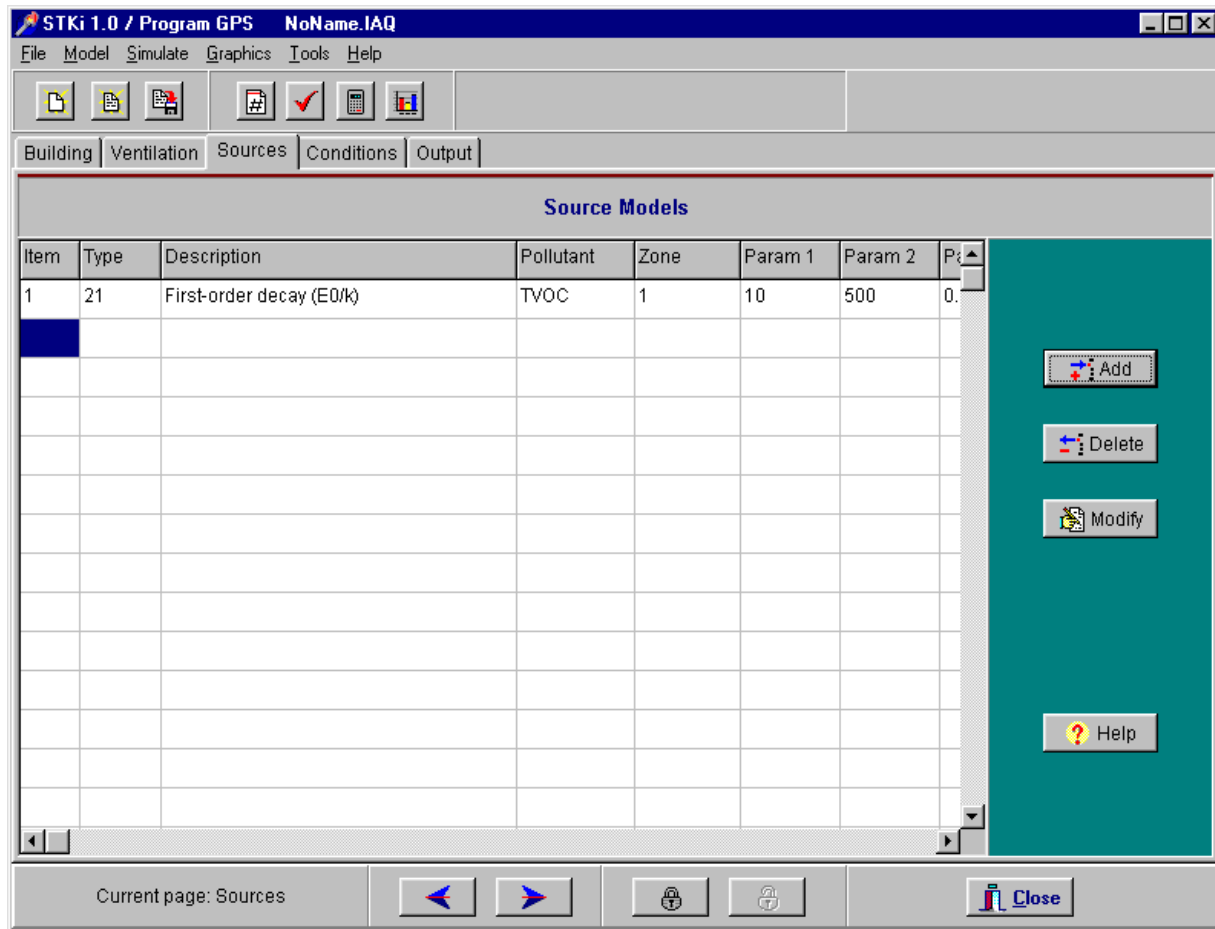 STKi 1.0 / Program GPS NoName.IAQ
File Model Simulate Graphics Tools Help
Building Ventilation Sources Conditions Output
Source Models
Item Type Description Pollutant Zone Param 1 Param 2
1 21 First-order decay (E0/k) TVOC 1 10 500 0.
Add
Delete
Modify
Help
Current page: Sources
Close